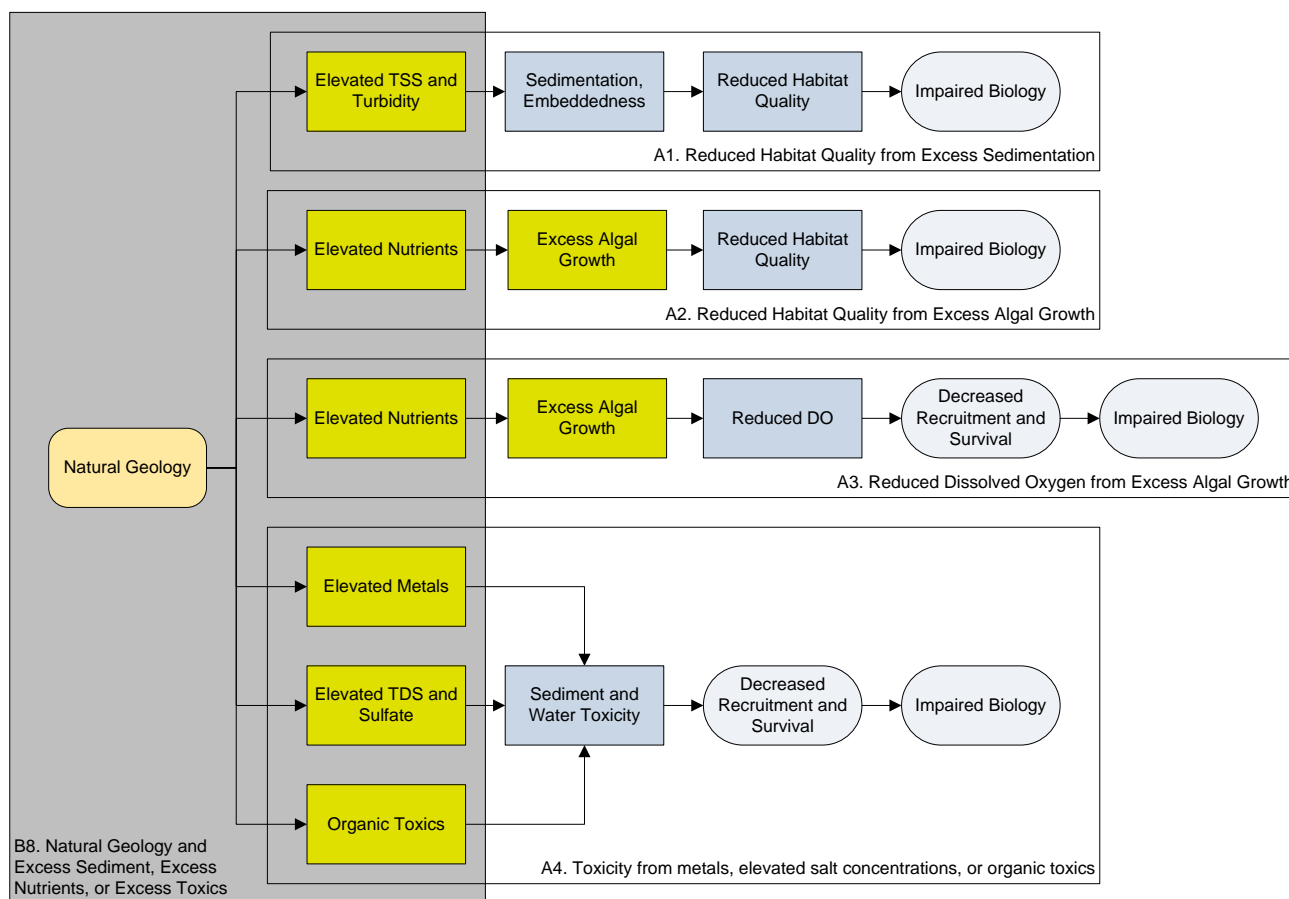 Elevated TSS and
Turbidity
Sedimentation,
Embeddedness
Reduced Habitat
Quality
Impaired Biology
A1. Reduced Habitat Quality from Excess Sedimentation
Elevated Nutrients
Excess Algal
Growth
Reduced Habitat
Quality
Impaired Biology
A2. Reduced Habitat Quality from Excess Algal Growth
Elevated Nutrients
Excess Algal
Growth
Reduced DO
Decreased
Recruitment and
Survival
Impaired Biology
A3. Reduced Dissolved Oxygen from Excess Algal Growth
Natural Geology
Elevated Metals
Elevated TDS and
Sulfate
Sediment and
Water Toxicity
Decreased
Recruitment and
Survival
Impaired Biology
Organic Toxics
A4. Toxicity from metals, elevated salt concentrations, or organic toxics
B8. Natural Geology and
Excess Sediment, Excess
Nutrients, or Excess Toxics